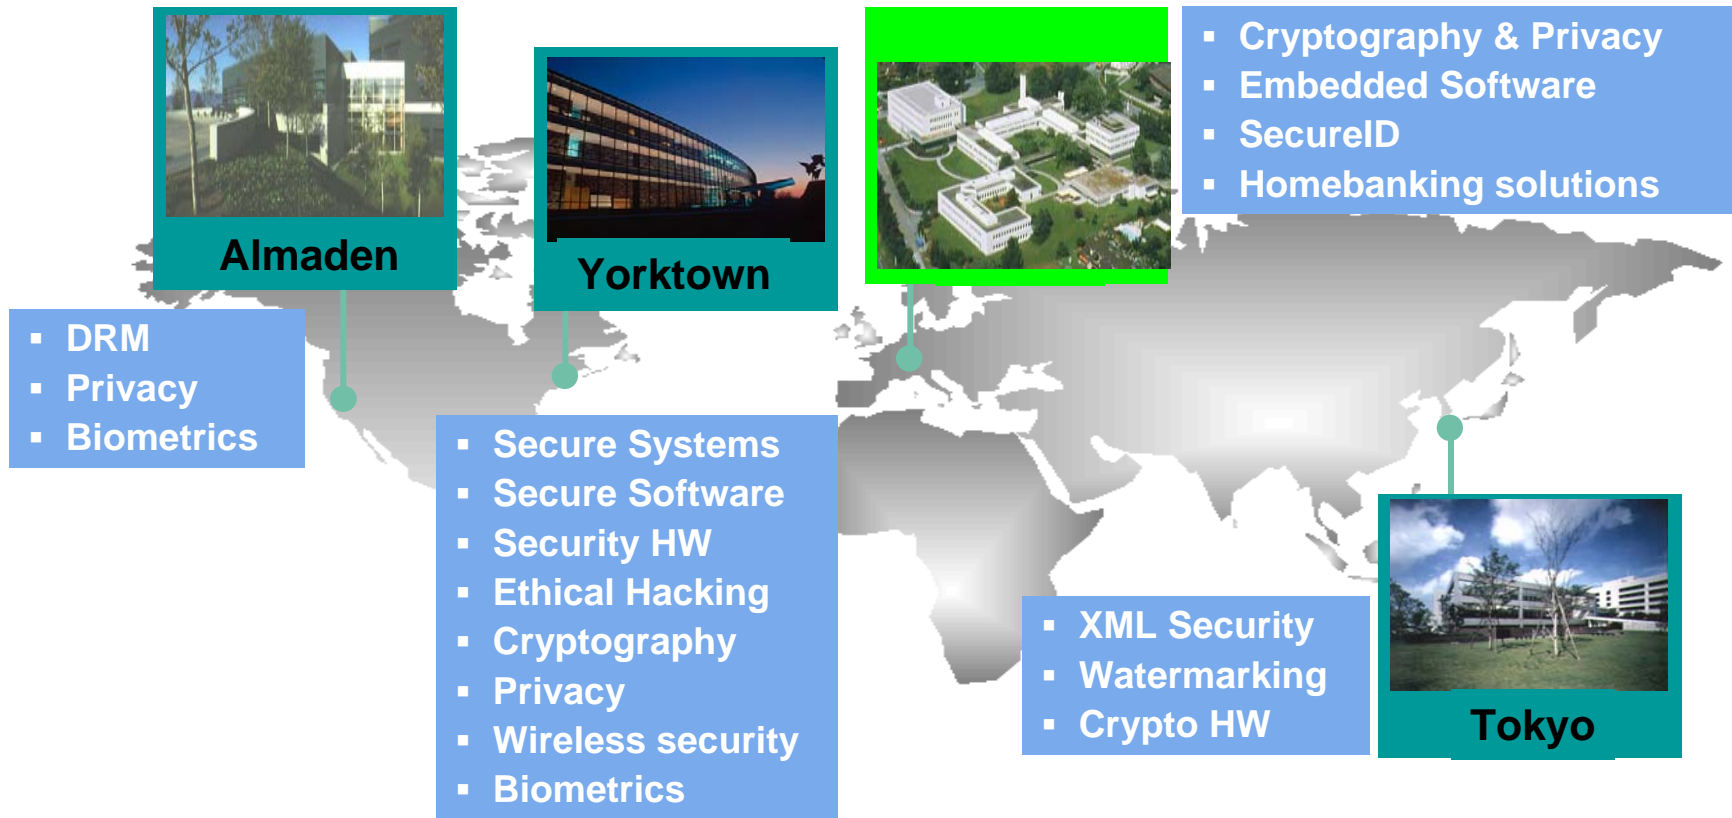 Almaden
▪ DRM
▪ Privacy
▪ Biometrics
Yorktown
▪ Secure Systems
▪ Secure Software
▪ Security HW
▪ Ethical Hacking
▪ Cryptography
▪ Privacy
▪ Wireless security
▪ Biometrics
▪ Cryptography & Privacy
▪ Embedded Software
▪ SecureID
▪ Homebanking solutions
▪ XML Security
▪ Watermarking
▪ Crypto HW
Tokyo